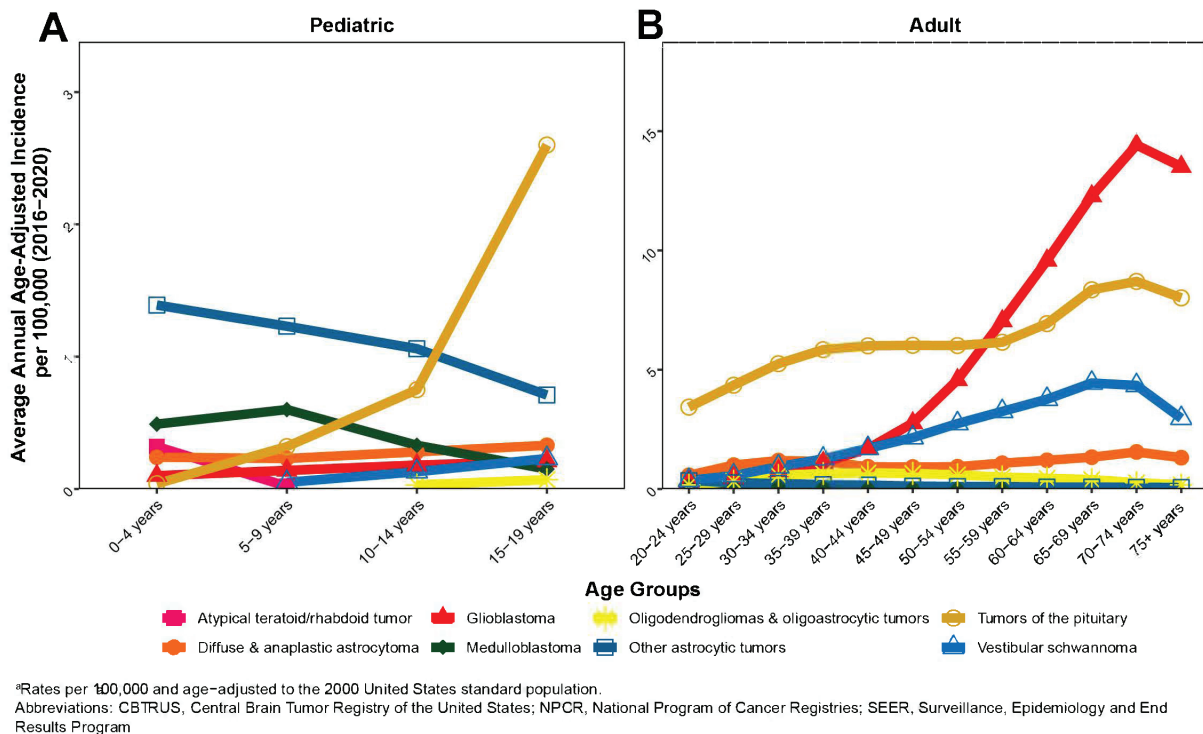 A
Pediatric
B
Adult
Average Annual Age-Adjusted Incidence
per 100,000 (2016–2020)
3
2
1
0
15
10
5
0
0–4 years
5–9 years
10–14 years
15–19 years
20–24 years
25–29 years
30–34 years
35–39 years
40–44 years
45–49 years
50–54 years
55–59 years
60–64 years
65–69 years
70–74 years
75+ years
Age Groups
Atypical teratoid/rhabdoid tumor
Glioblastoma
Oligodendrogliomas & oligoastrocytic tumors
Tumors of the pituitary
Diffuse & anaplastic astrocytoma
Medulloblastoma
Other astrocytic tumors
Vestibular schwannoma
ᵃRates per 100,000 and age–adjusted to the 2000 United States standard population.
Abbreviations: CBTRUS, Central Brain Tumor Registry of the United States; NPCR, National Program of Cancer Registries; SEER, Surveillance, Epidemiology and End
Results Program